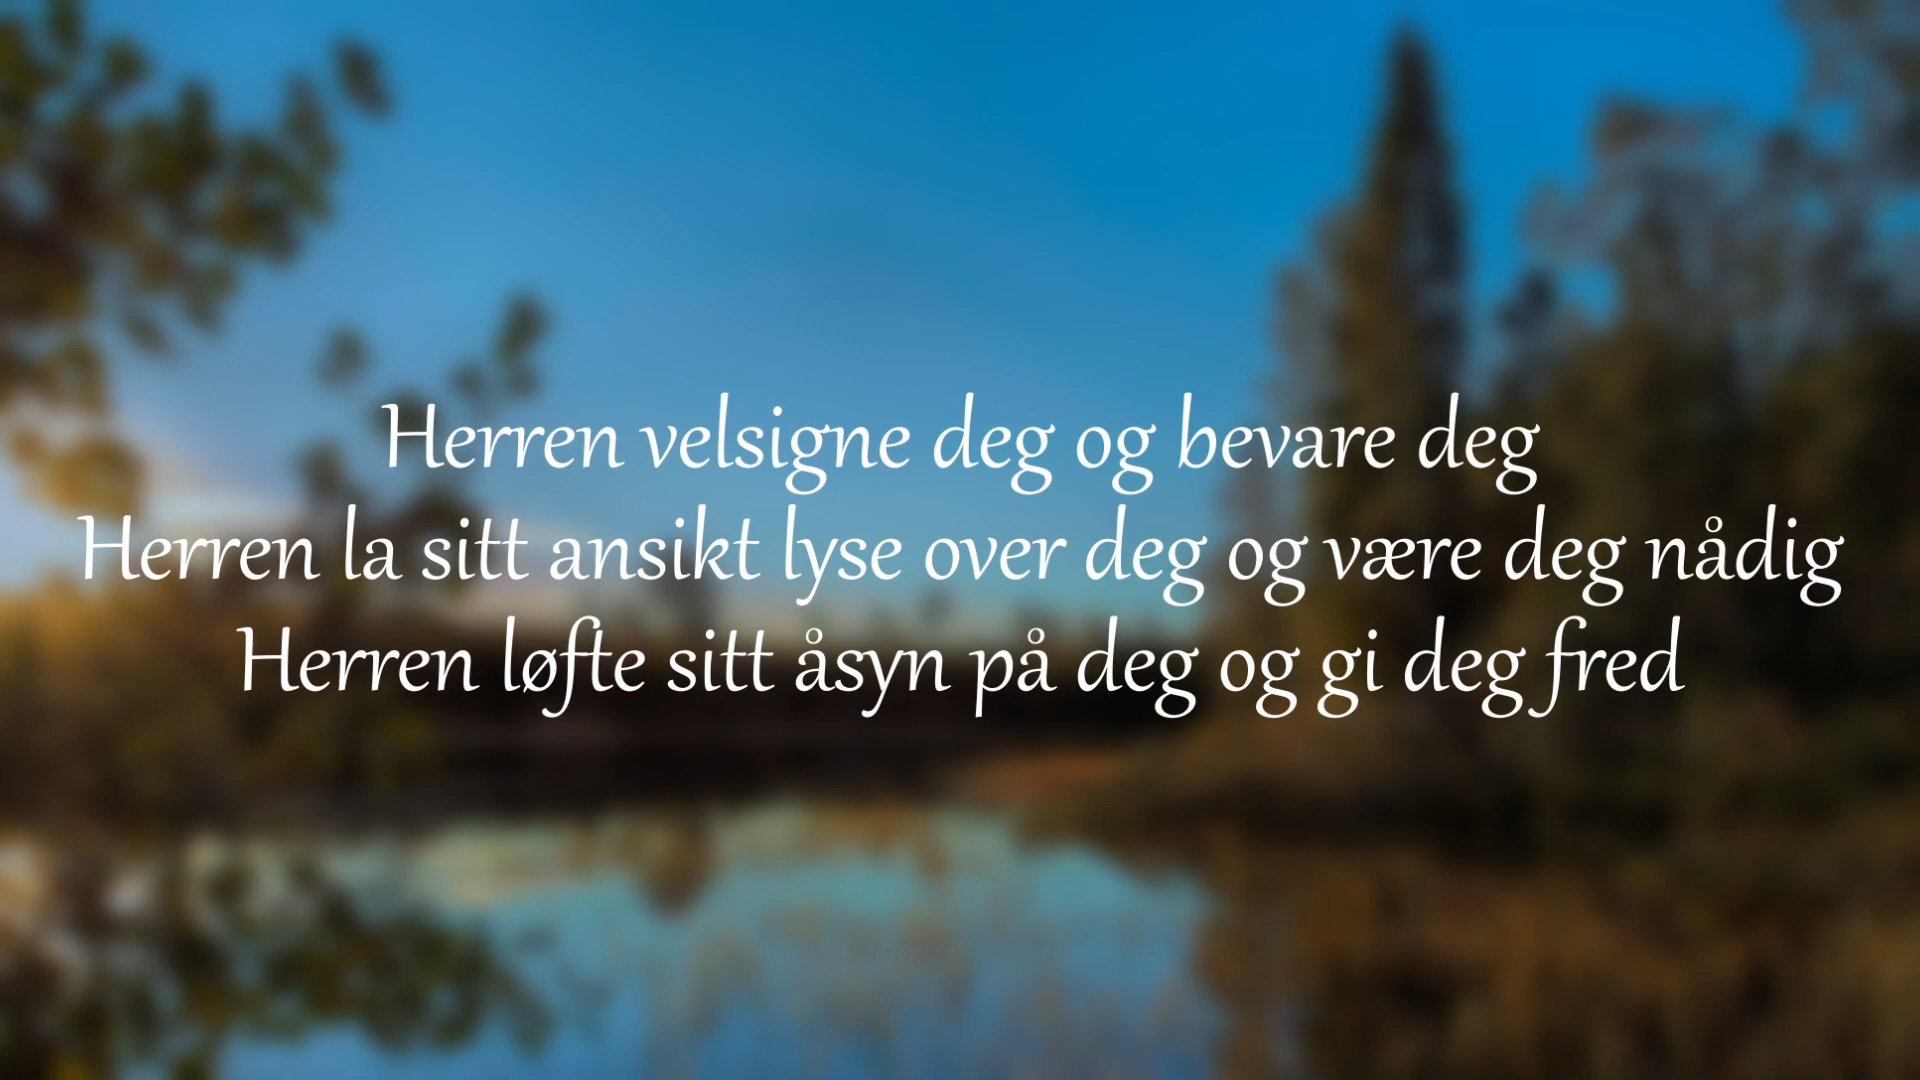 Herren velsigne deg og bevare deg
Herren la sitt ansikt lyse over deg og være deg nådig
Herren løfte sitt åsyn på deg og gi deg fred